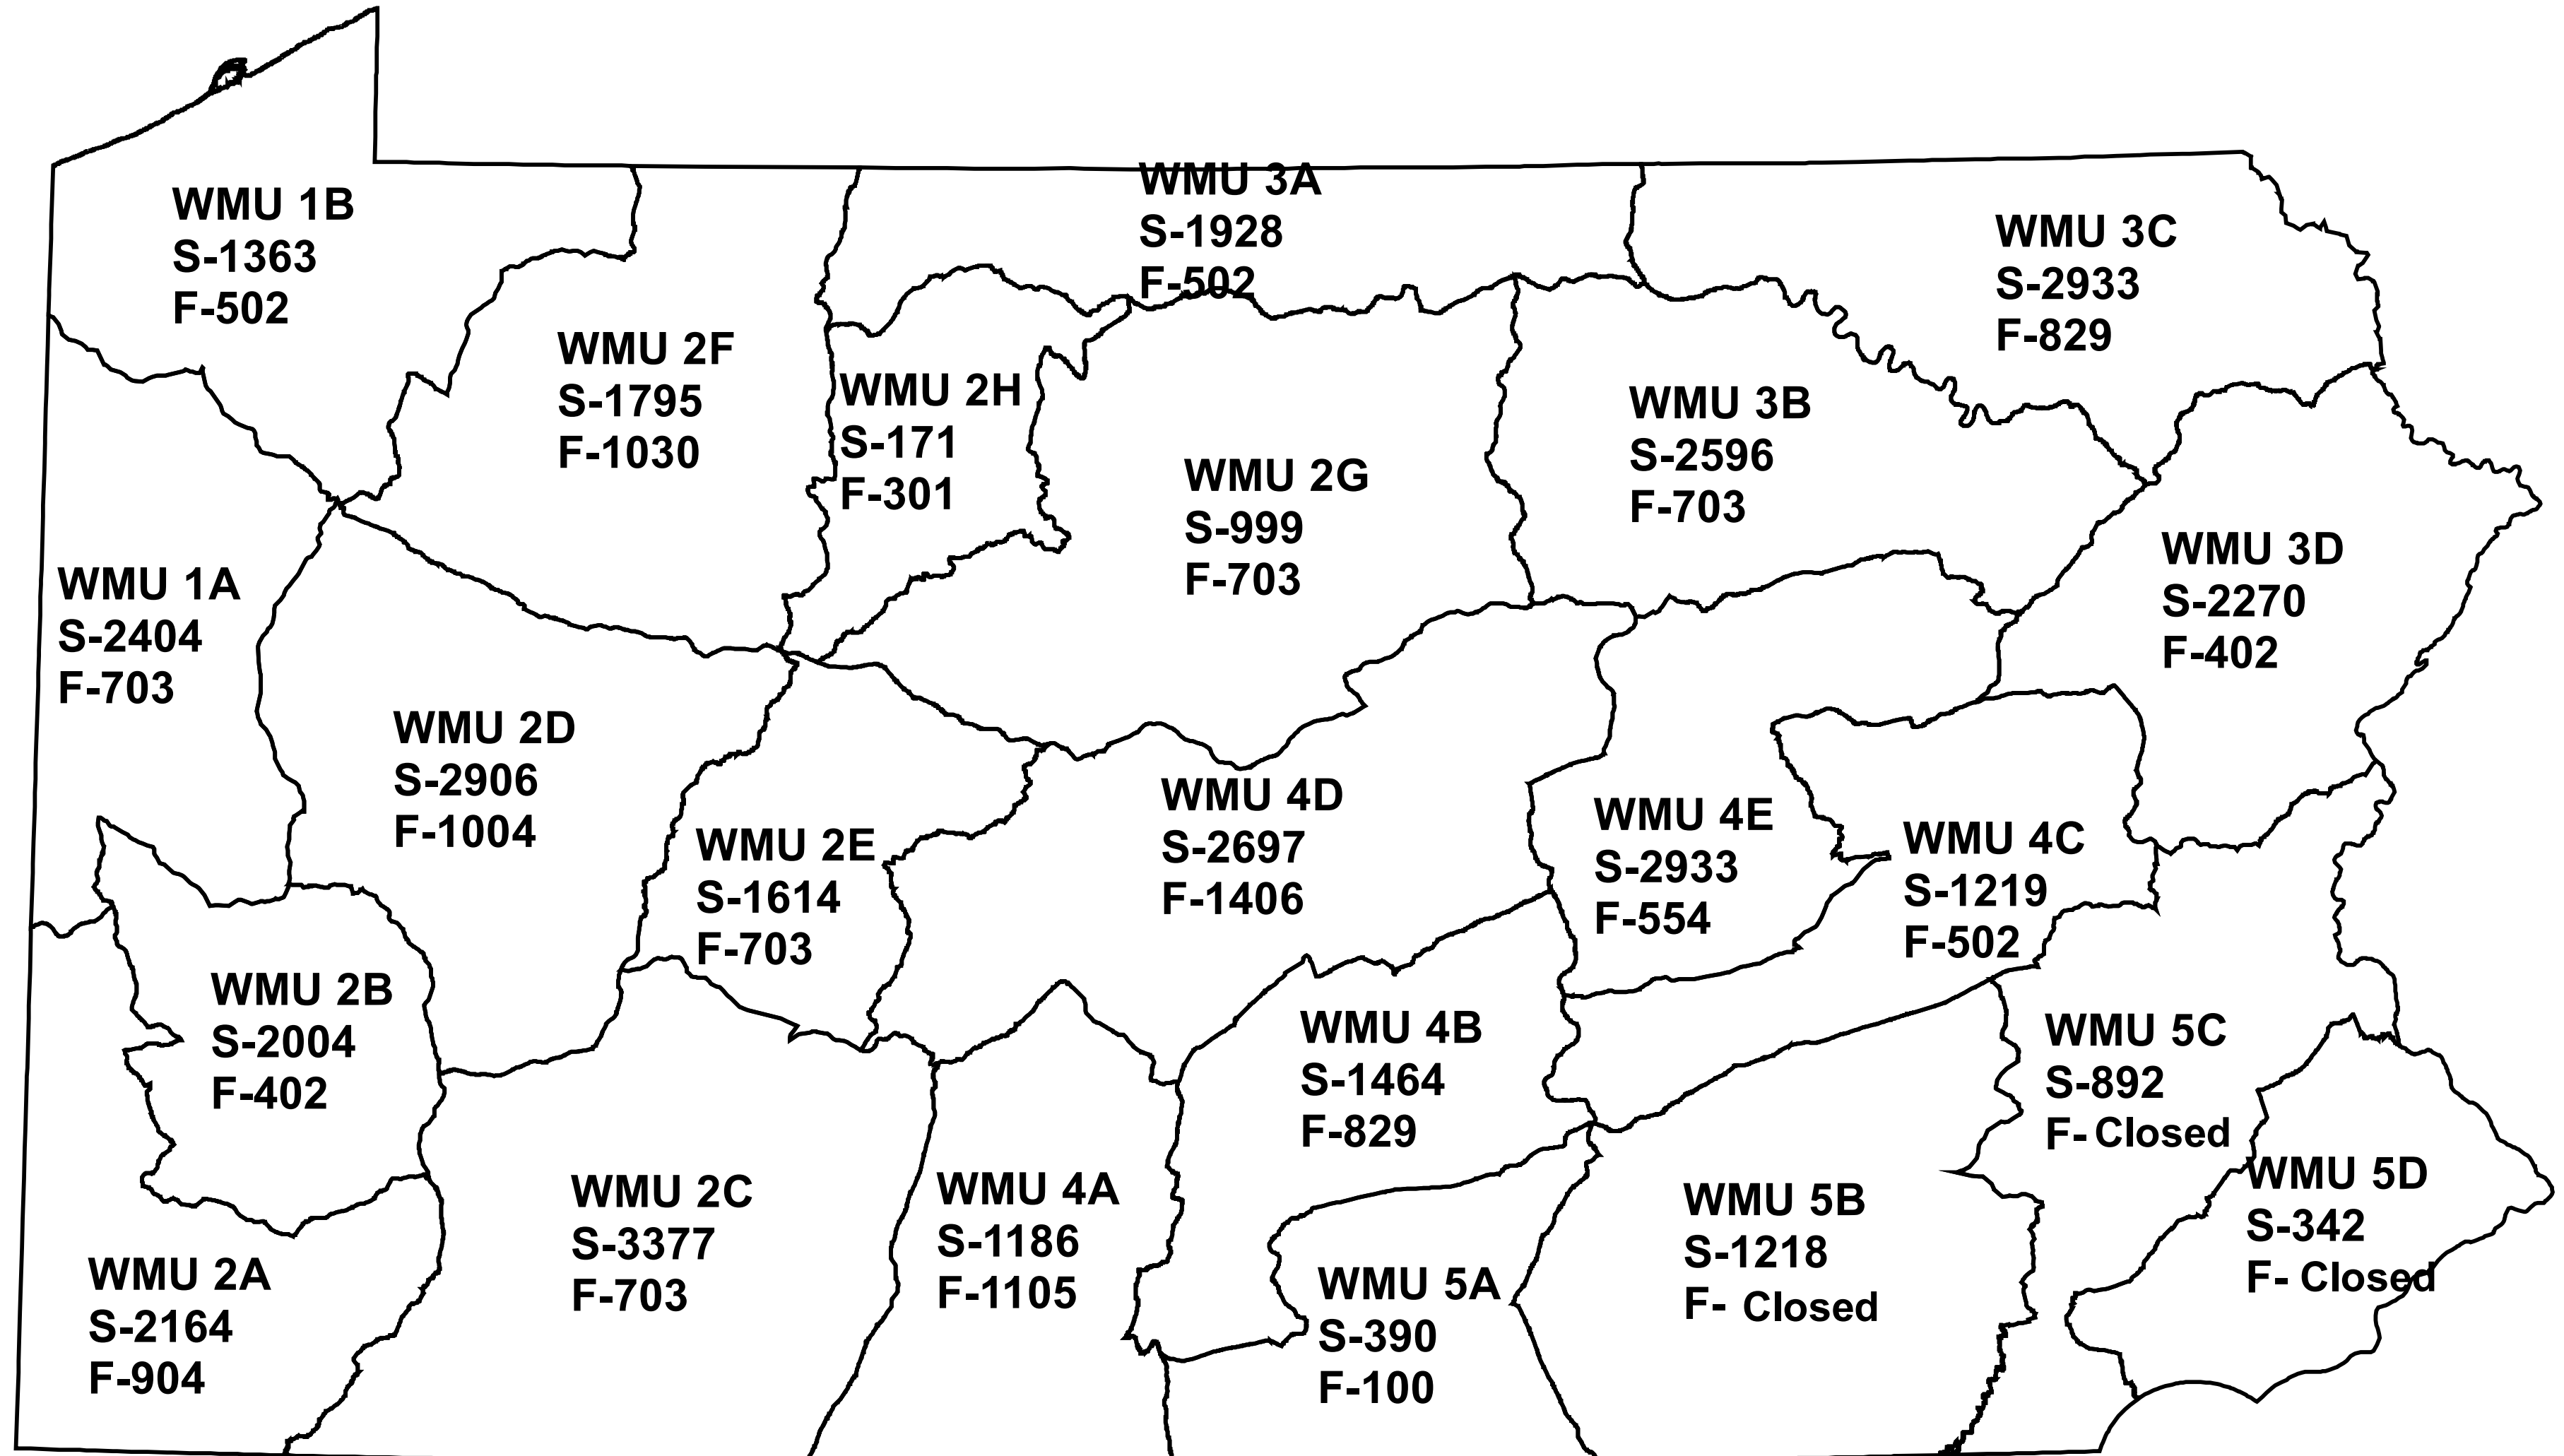 WMU 3A
S-1928
F-502
WMU 1B
S-1363
F-502
WMU 3C
S-2933
F-829
WMU 2F
S-1795
F-1030
WMU 2H
S-171
F-301
WMU 3B
S-2596
F-703
WMU 2G
S-999
F-703
WMU 3D
S-2270
F-402
WMU 1A
S-2404
F-703
WMU 2D
S-2906
F-1004
WMU 4D
S-2697
F-1406
WMU 4E
S-2933
F-554
WMU 4C
S-1219
F-502
WMU 2E
S-1614
F-703
WMU 2B
S-2004
F-402
WMU 4B
S-1464
F-829
WMU 5C
S-892
F- Closed
WMU 5D
S-342
F- Closed
WMU 2C
S-3377
F-703
WMU 4A
S-1186
F-1105
WMU 5B
S-1218
F- Closed
WMU 2A
S-2164
F-904
WMU 5A
S-390
F-100